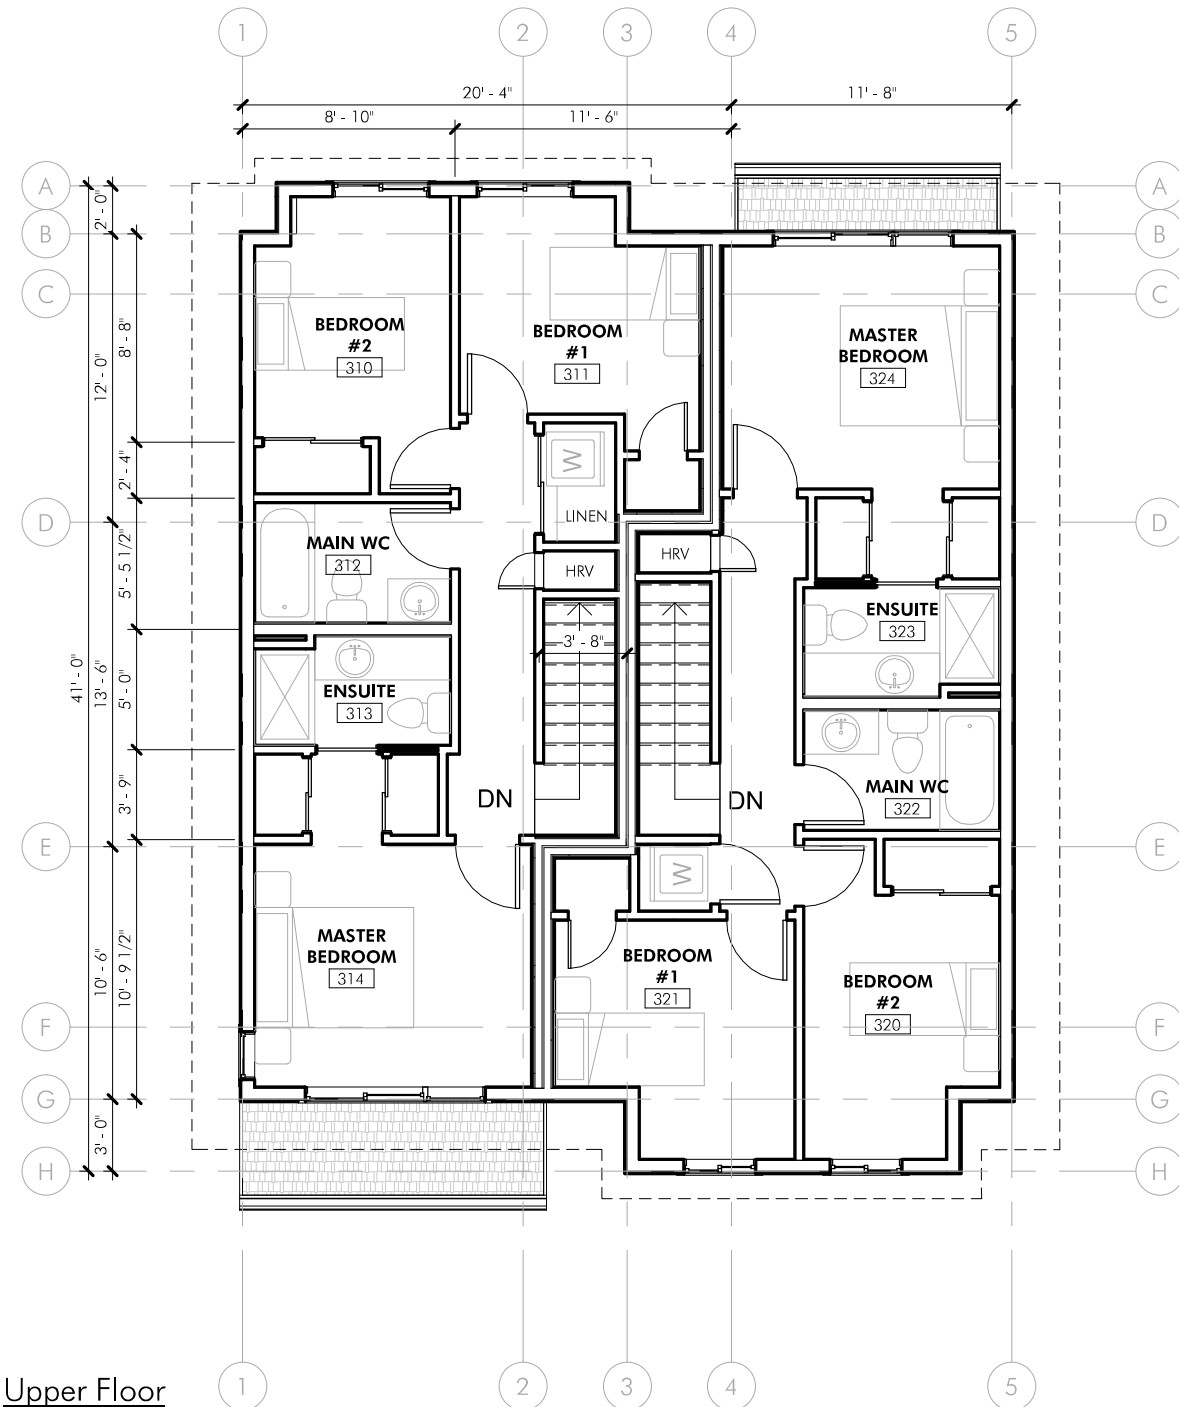 1 2 3 4 5
20' - 4" 11' - 8"
8' - 10" 11' - 6"
A A
2' - 0"
B B
C C
BEDROOM
#2
310
BEDROOM
#1
311
MASTER
BEDROOM
324
8' - 8"
12' - 0"
2' - 4"
W
LINEN
D D
MAIN WC
312
HRV
HRV
5' - 5 1/2"
ENSUITE
323
3' - 8"
41' - 0"
13' - 6"
5' - 0"
ENSUITE
313
MAIN WC
322
3' - 9"
DN DN
E E
W
MASTER
BEDROOM
314
BEDROOM
#1
321
BEDROOM
#2
320
10' - 6"
10' - 9 1/2"
F F
G G
3' - 0"
H H
1 2 3 4 5
Upper Floor